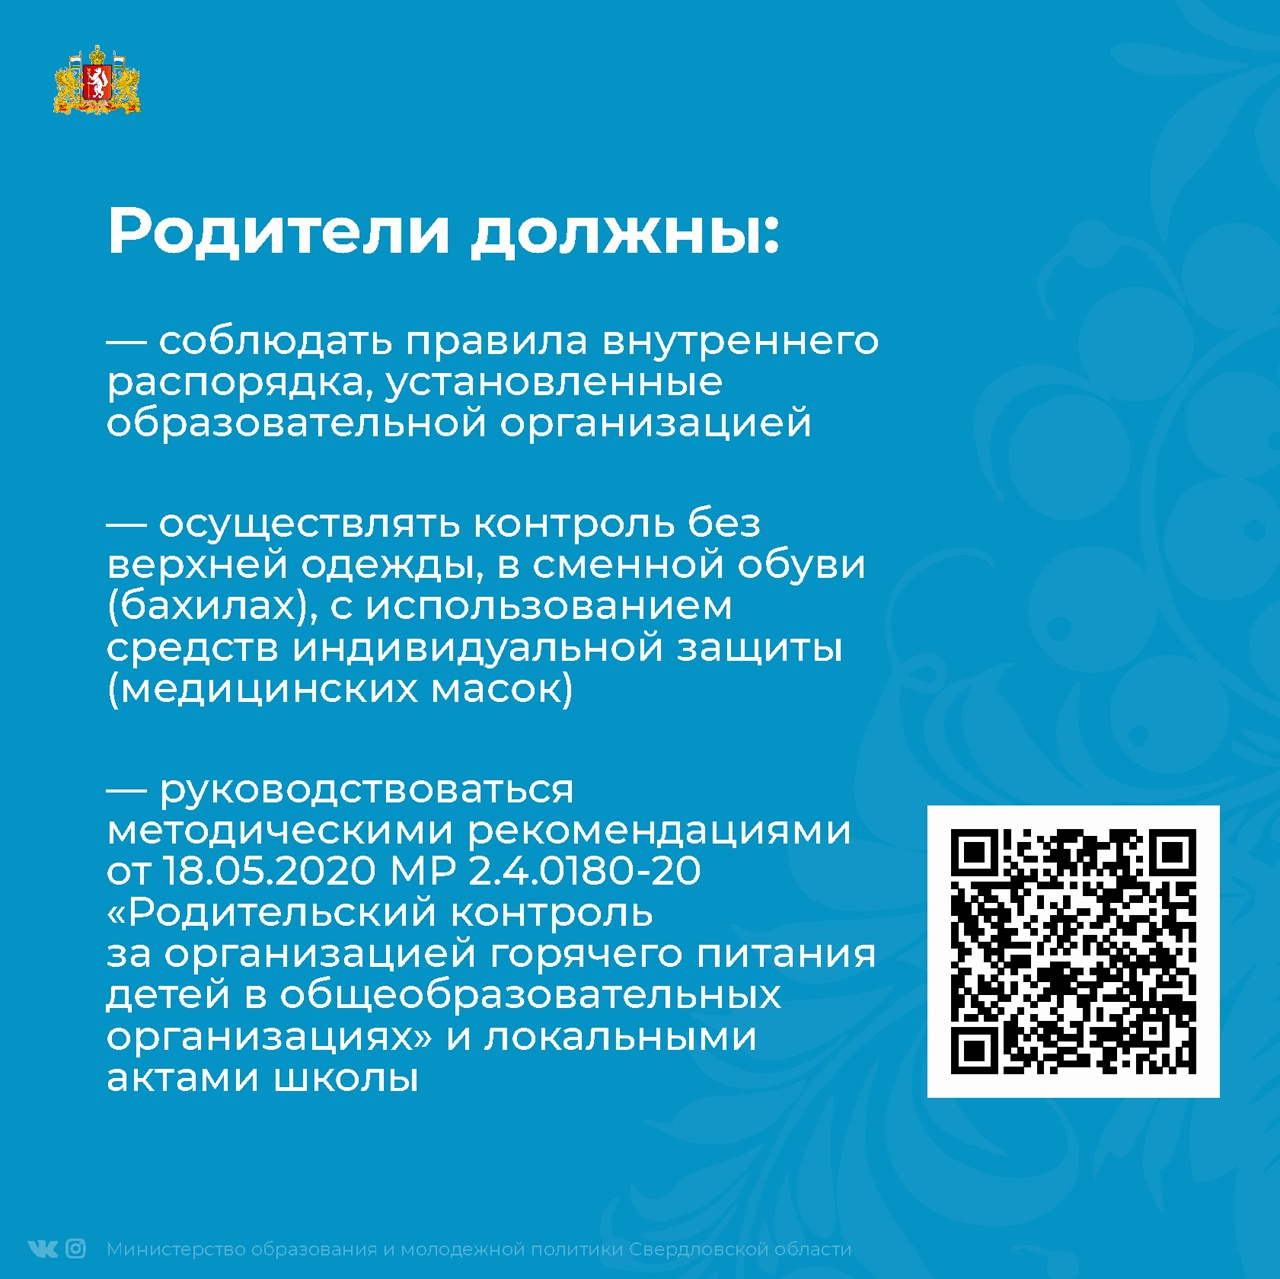 Родители должны:
— соблюдать правила внутреннего
распорядка, установленные
образовательной организацией
— осуществлять контроль без
верхней одежды, в сменной обуви
(бахилах), с использованием
средств индивидуальной защиты
(медицинских масок)
— руководствоваться
методическими рекомендациями
от 18.05.2020 МР 2.4.0180-20
«Родительский контроль
за организацией горячего питания
детей в общеобразовательных
организациях» и локальными
актами школы
Министерство образования и молодежной политики Свердловской области